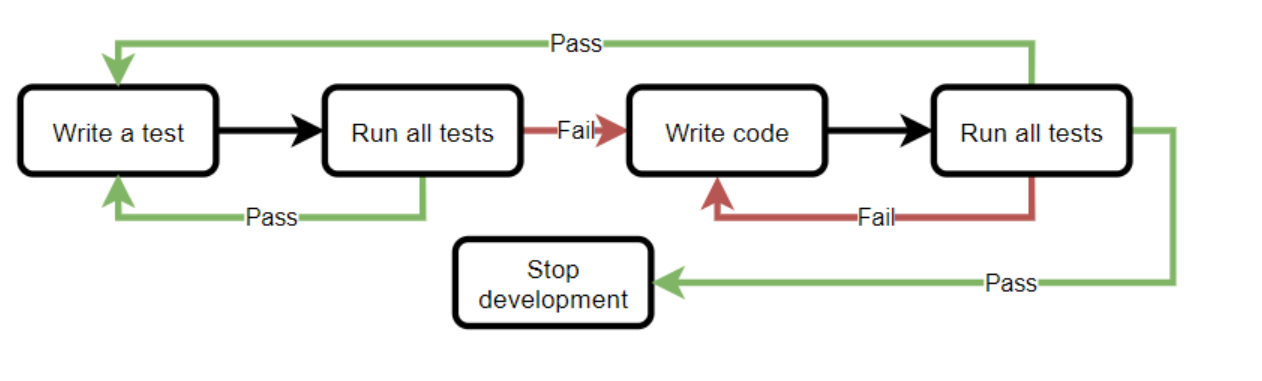 Pass
Write a test
Run all tests
Fail
Write code
Run all tests
Pass
Fail
Stop
development
Pass